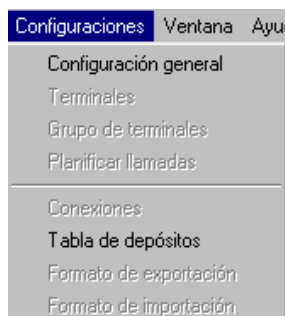 Configuraciones Ventana Ayu
Configuración general
Terminales
Grupo de terminales
Planificar llamadas
Conexiones
Tabla de depósitos
Formato de exportación
Formato de importación